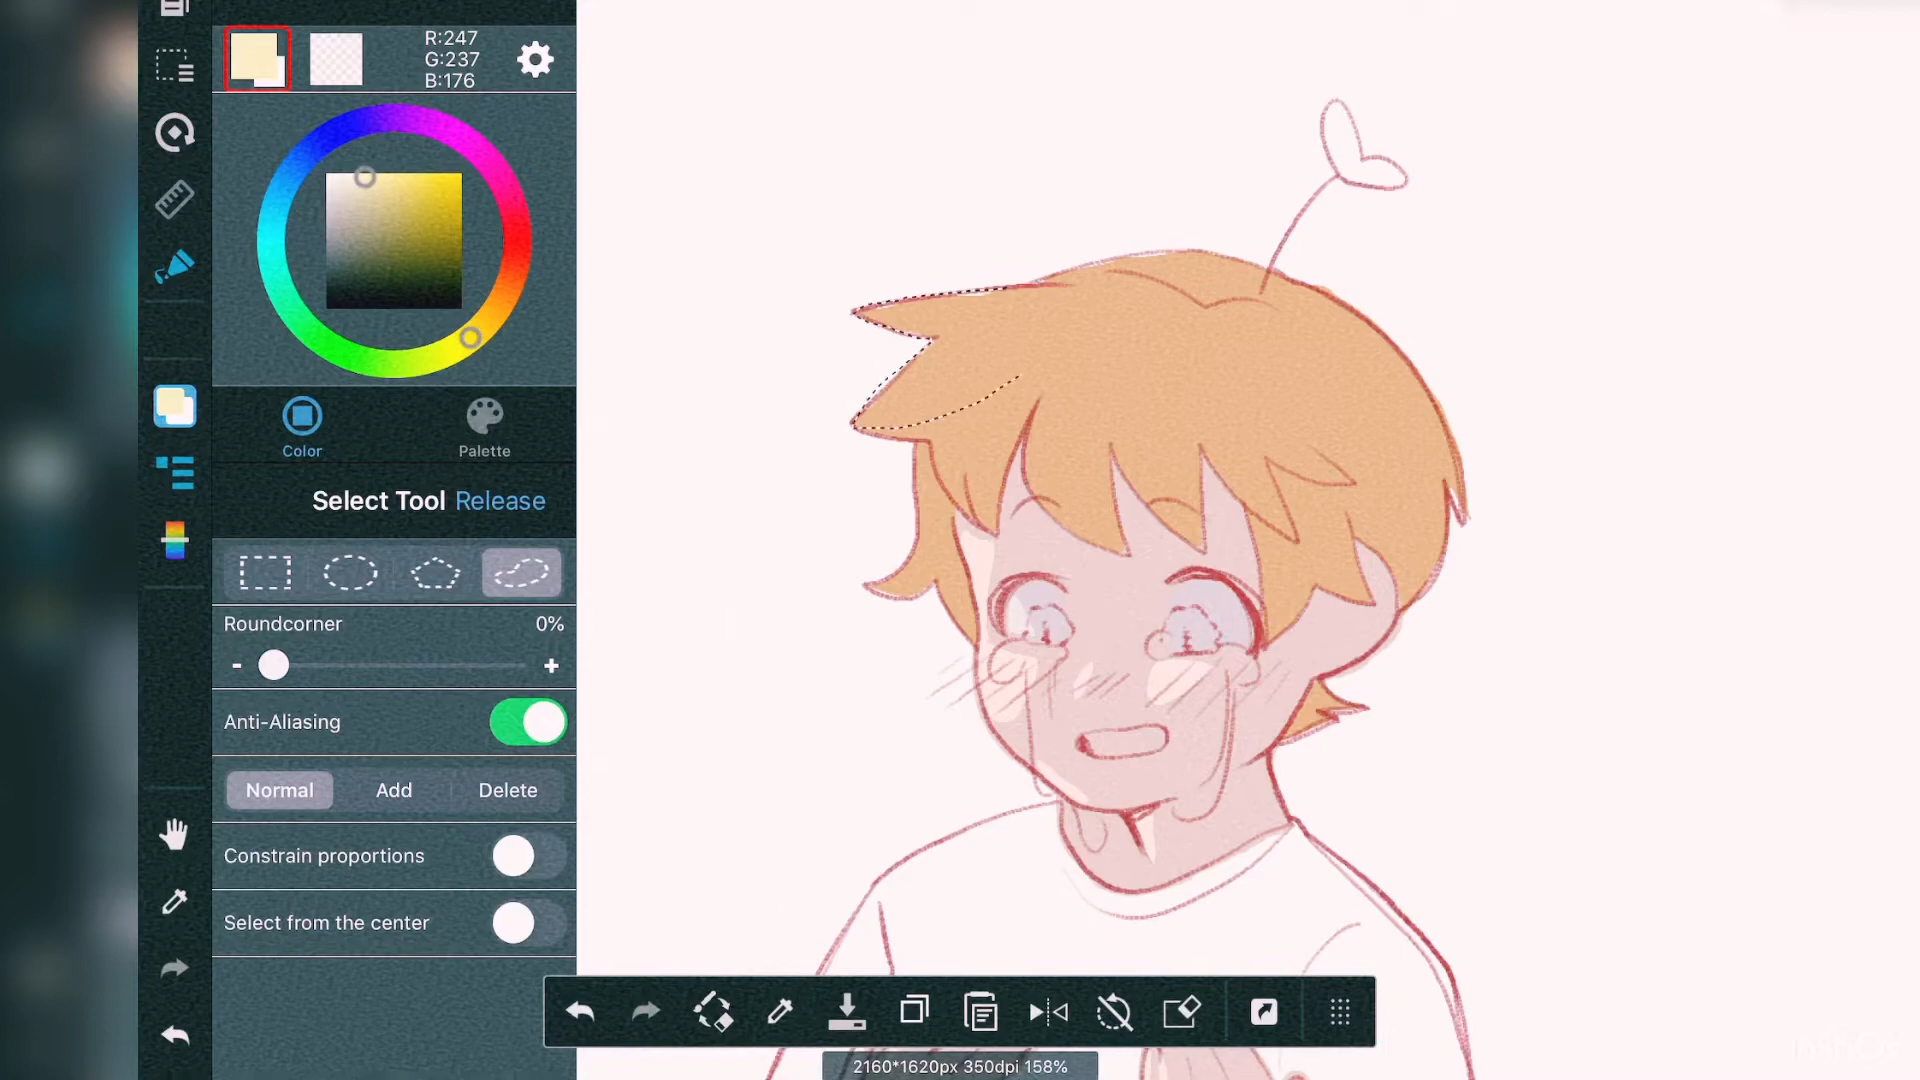 R:247
G:237
B:176
Color
Palette
Select Tool Release
Roundcorner 0%
- +
Anti-Aliasing
Normal Add Delete
Constrain proportions
Select from the center
2160*1620px 350dpi 158%